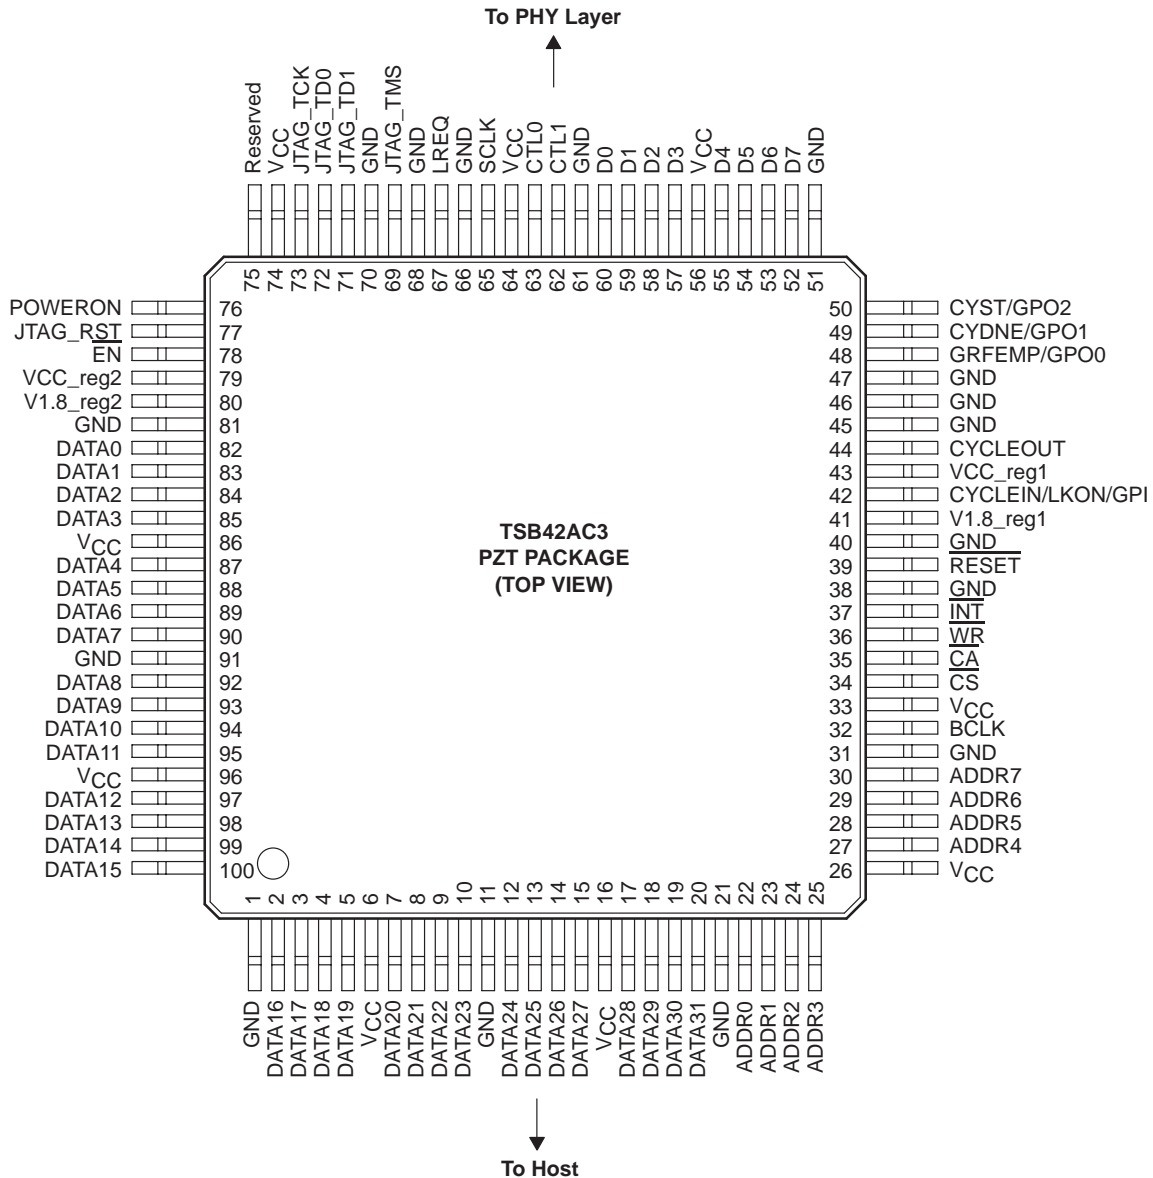 To PHY Layer
Reserved
VCC
JTAG_TCK
JTAG_TD0
JTAG_TD1
GND
JTAG_TMS
GND
LREQ
GND
SCLK
VCC
CTL0
CTL1
GND
D0
D1
D2
D3
VCC
D4
D5
D6
D7
GND
75 74 73 72 71 70 69 68 67 66 65 64 63 62 61 60 59 58 57 56 55 54 53 52 51
POWERON 76
JTAG_RST 77
EN 78
VCC_reg2 79
V1.8_reg2 80
GND 81
DATA0 82
DATA1 83
DATA2 84
DATA3 85
VCC 86
DATA4 87
DATA5 88
DATA6 89
DATA7 90
GND 91
DATA8 92
DATA9 93
DATA10 94
DATA11 95
VCC 96
DATA12 97
DATA13 98
DATA14 99
DATA15 100
TSB42AC3
PZT PACKAGE
(TOP VIEW)
50 CYST/GPO2
49 CYDNE/GPO1
48 GRFEMP/GPO0
47 GND
46 GND
45 GND
44 CYCLEOUT
43 VCC_reg1
42 CYCLEIN/LKON/GPI
41 V1.8_reg1
40 GND
39 RESET
38 GND
37 INT
36 WR
35 CA
34 CS
33 VCC
32 BCLK
31 GND
30 ADDR7
29 ADDR6
28 ADDR5
27 ADDR4
26 VCC
1 2 3 4 5 6 7 8 9 10 11 12 13 14 15 16 17 18 19 20 21 22 23 24 25
GND
DATA16
DATA17
DATA18
DATA19
VCC
DATA20
DATA21
DATA22
DATA23
GND
DATA24
DATA25
DATA26
DATA27
VCC
DATA28
DATA29
DATA30
DATA31
GND
ADDR0
ADDR1
ADDR2
ADDR3
To Host